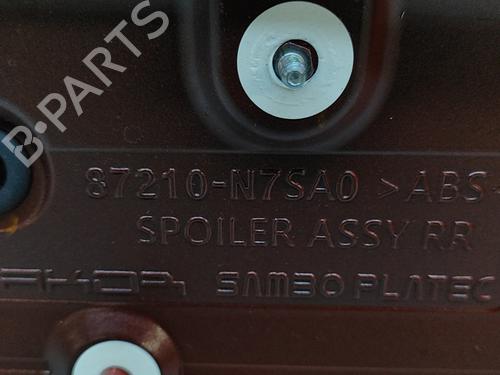 B-PARTS
87210-N7SA0 >ABS
SPOILER ASSY RR
SAMBO PLATEC